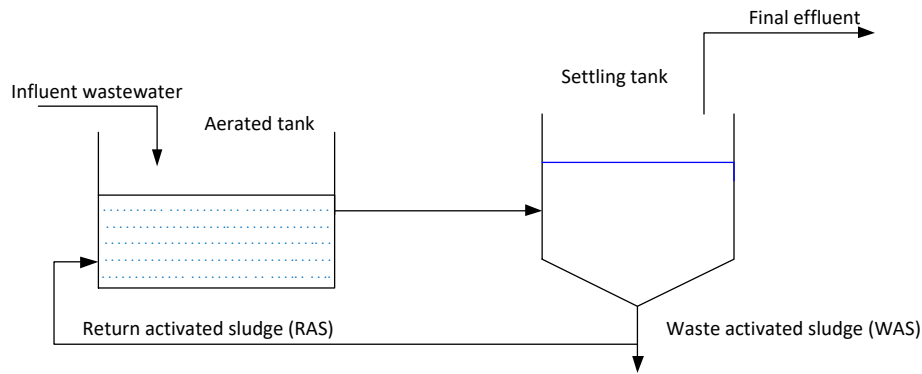 Final effluent
Settling tank
Influent wastewater
Aerated tank
Return activated sludge (RAS)
Waste activated sludge (WAS)